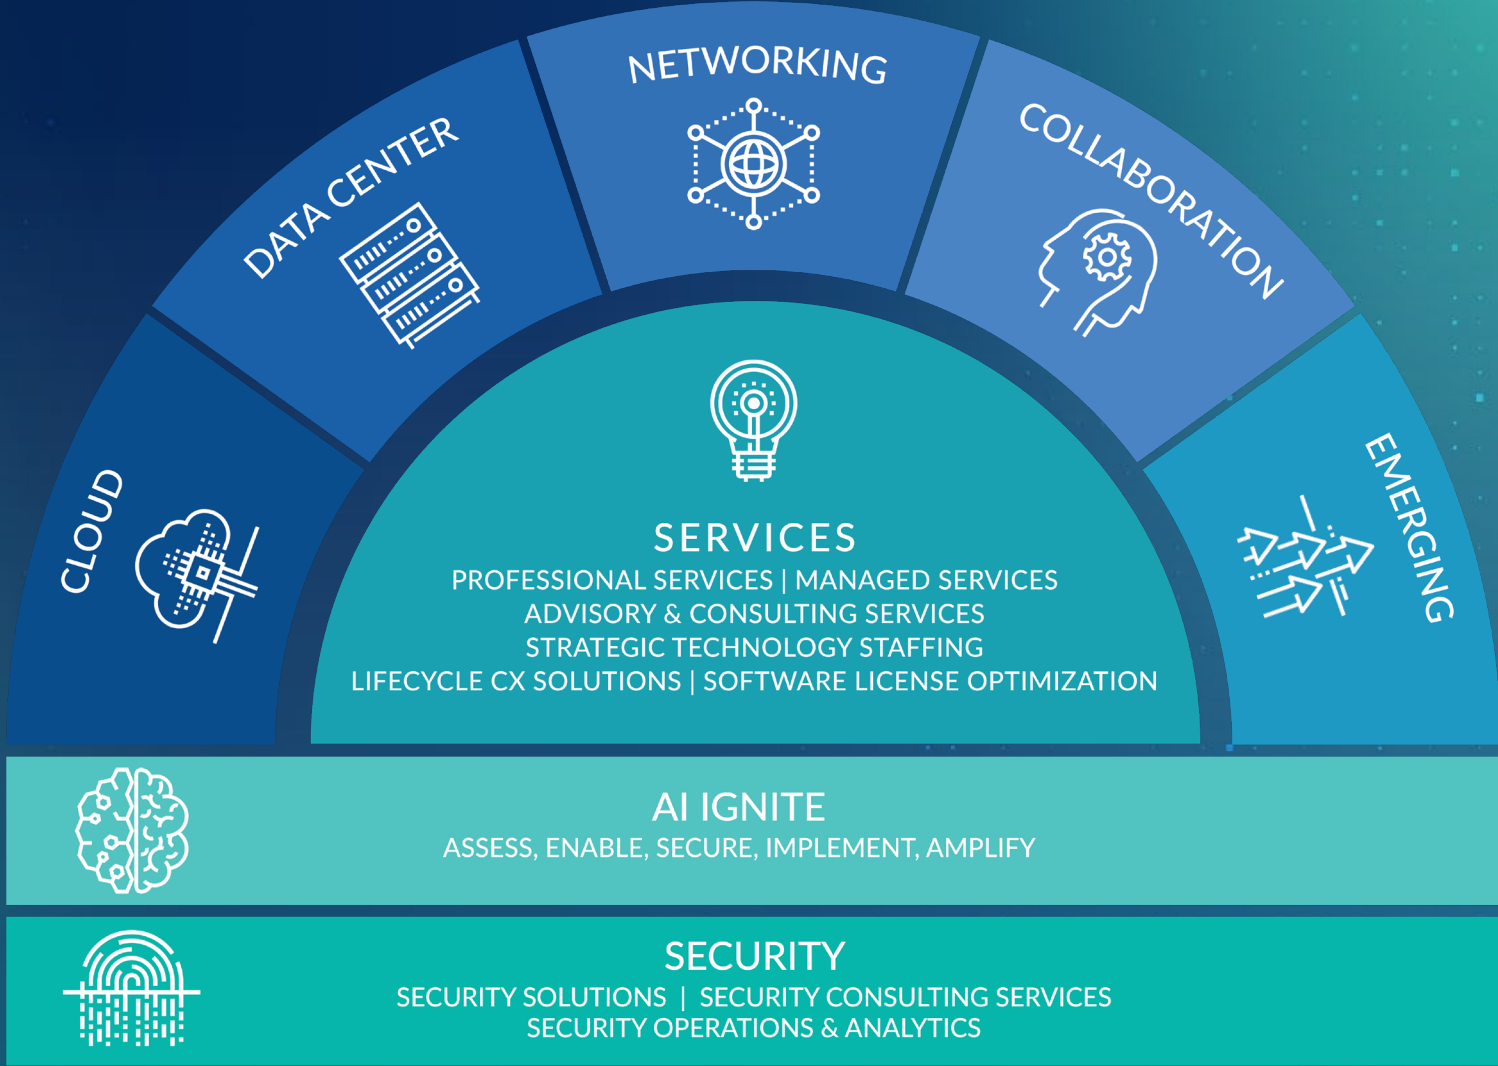 CLOUD
DATA CENTER
NETWORKING
COLLABORATION
EMERGING
SERVICES
PROFESSIONAL SERVICES | MANAGED SERVICES
ADVISORY & CONSULTING SERVICES
STRATEGIC TECHNOLOGY STAFFING
LIFECYCLE CX SOLUTIONS | SOFTWARE LICENSE OPTIMIZATION
AI IGNITE
ASSESS, ENABLE, SECURE, IMPLEMENT, AMPLIFY
SECURITY
SECURITY SOLUTIONS | SECURITY CONSULTING SERVICES
SECURITY OPERATIONS & ANALYTICS